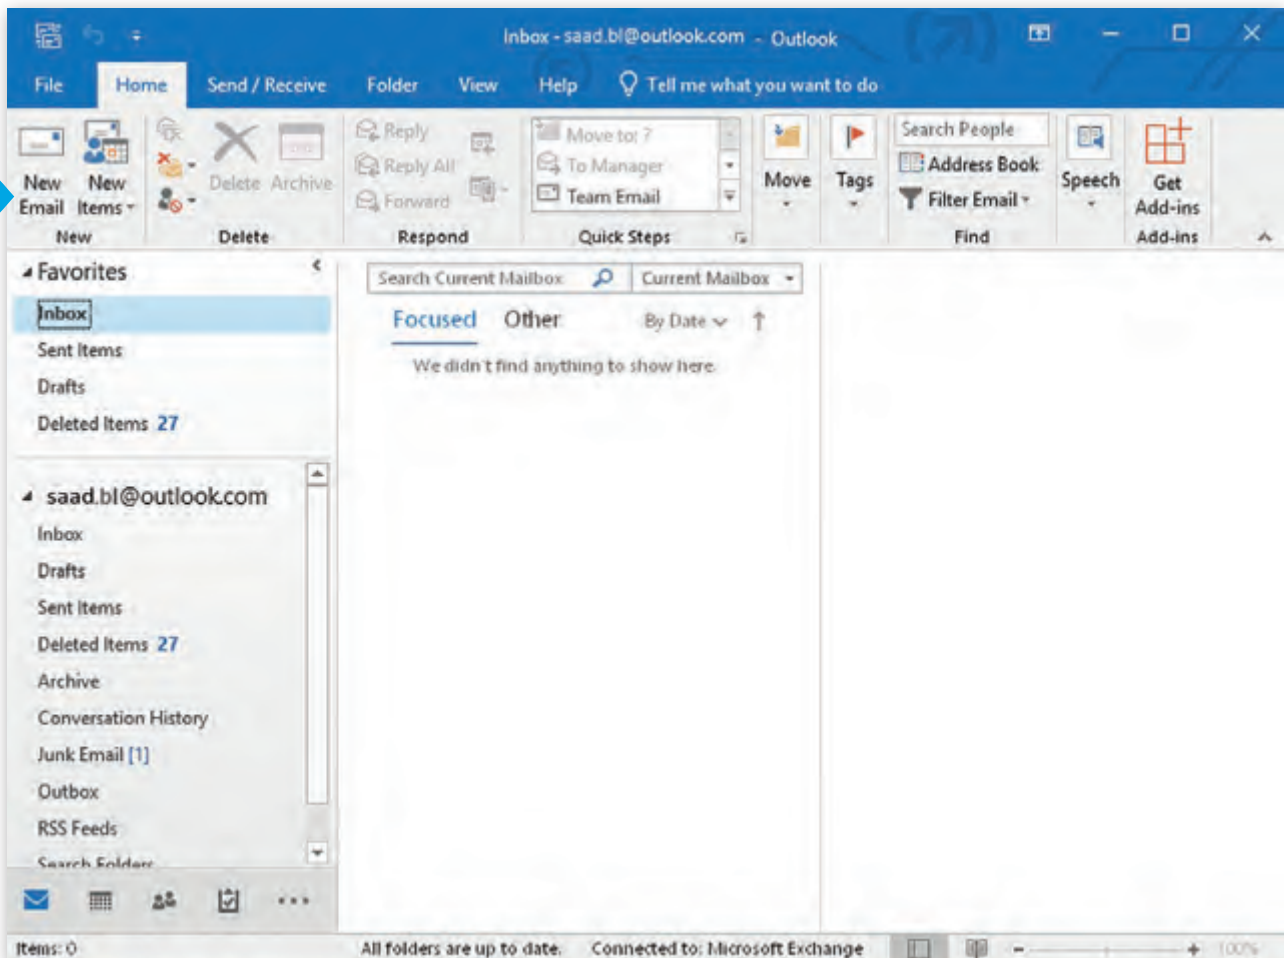 Inbox - saad.bl@outlook.com - Outlook
File Home Send / Receive Folder View Help Tell me what you want to do
New Email
New Items
Delete Archive
Reply
Reply All
Forward
Move to: ?
To Manager
Team Email
Move
Tags
Search People
Address Book
Filter Email
Speech
Get Add-ins
New Delete Respond Quick Steps Find Add-ins
Favorites
Inbox
Sent Items
Drafts
Deleted Items 27
saad.bl@outlook.com
Inbox
Drafts
Sent Items
Deleted Items 27
Archive
Conversation History
Junk Email [1]
Outbox
RSS Feeds
Search Folders
Search Current Mailbox Current Mailbox
Focused Other By Date
We didn't find anything to show here.
Items: 0 All folders are up to date. Connected to: Microsoft Exchange 100%